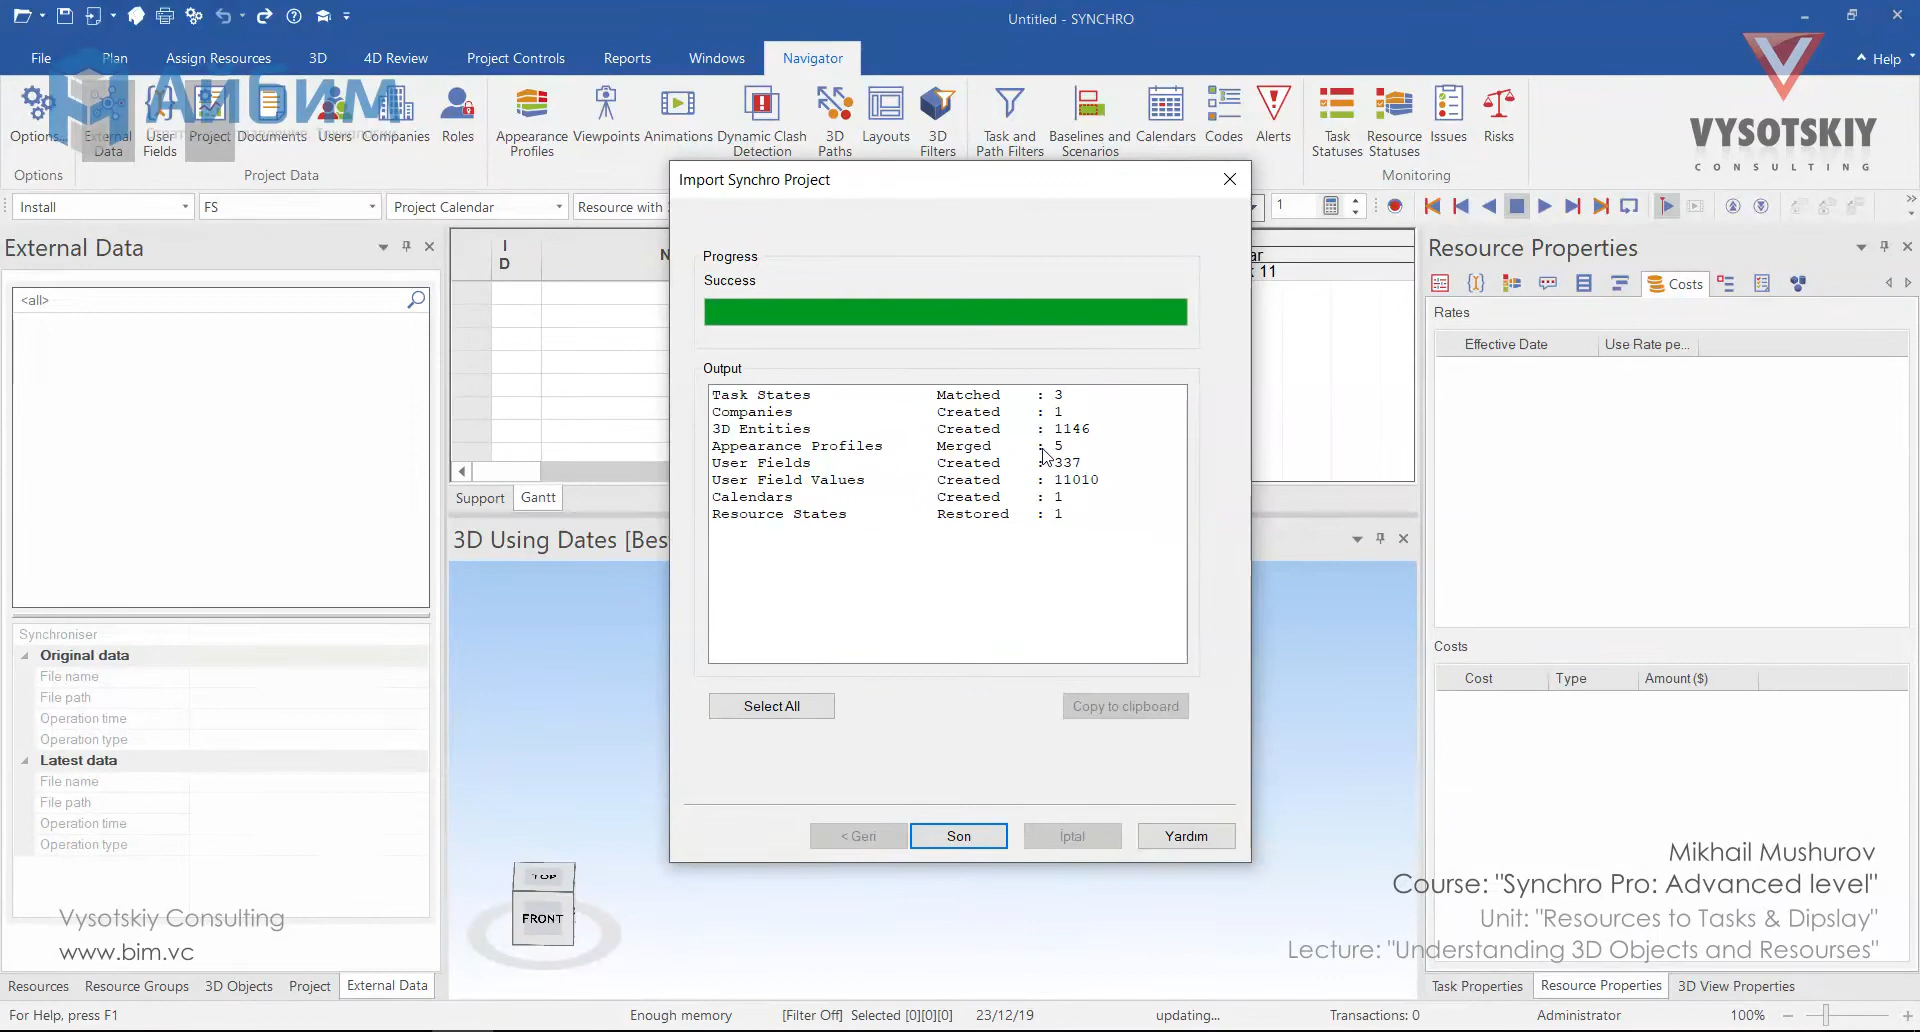 Untitled - SYNCHRO
File Plan Assign Resources 3D 4D Review Project Controls Reports Windows Navigator Help
Айбим
VYSOTSKIY
CONSULTING
Options... External Data User Fields Project Documents Users Companies Roles Appearance Profiles Viewpoints Animations Dynamic Clash Detection 3D Paths Layouts 3D Filters Task and Path Filters Baselines and Scenarios Calendars Codes Alerts Task Statuses Resource Statuses Issues Risks
Options Project Data Monitoring
Install FS Project Calendar Resource with 1
Import Synchro Project
External Data
<all>
Synchroniser
Original data
File name
File path
Operation time
Operation type
Latest data
File name
File path
Operation time
Operation type
Vysotskiy Consulting
www.bim.vc
Resources Resource Groups 3D Objects Project External Data
I
D
N
ar
11
Support Gantt
3D Using Dates [Bes
TOP
FRONT
Progress
Success
Output
Task States Matched : 3
Companies Created : 1
3D Entities Created : 1146
Appearance Profiles Merged : 5
User Fields Created : 337
User Field Values Created : 11010
Calendars Created : 1
Resource States Restored : 1
Select All Copy to clipboard
< Geri Son İptal Yardım
Resource Properties
Costs
Rates
Effective Date Use Rate pe...
Costs
Cost Type Amount ($)
Mikhail Mushurov
Course: "Synchro Pro: Advanced level"
Unit: "Resources to Tasks & Dipslay"
Lecture: "Understanding 3D Objects and Resourses"
Task Properties Resource Properties 3D View Properties
For Help, press F1 Enough memory [Filter Off] Selected [0][0][0] 23/12/19 updating... Transactions: 0 Administrator 100%